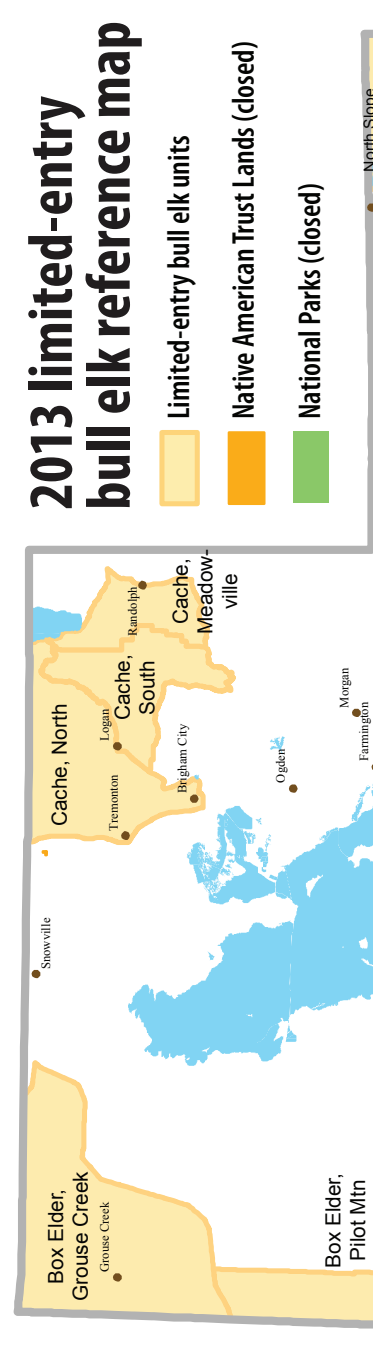 2013 limited-entry
bull elk reference map
Limited-entry bull elk units
Native American Trust Lands (closed)
National Parks (closed)
North Slope
Cache, North
Cache,
South
Cache,
Meadow-
ville
Randolph
Logan
Tremonton
Brigham City
Snowville
Ogden
Morgan
Farmington
Box Elder,
Grouse Creek
Grouse Creek
Box Elder,
Pilot Mtn